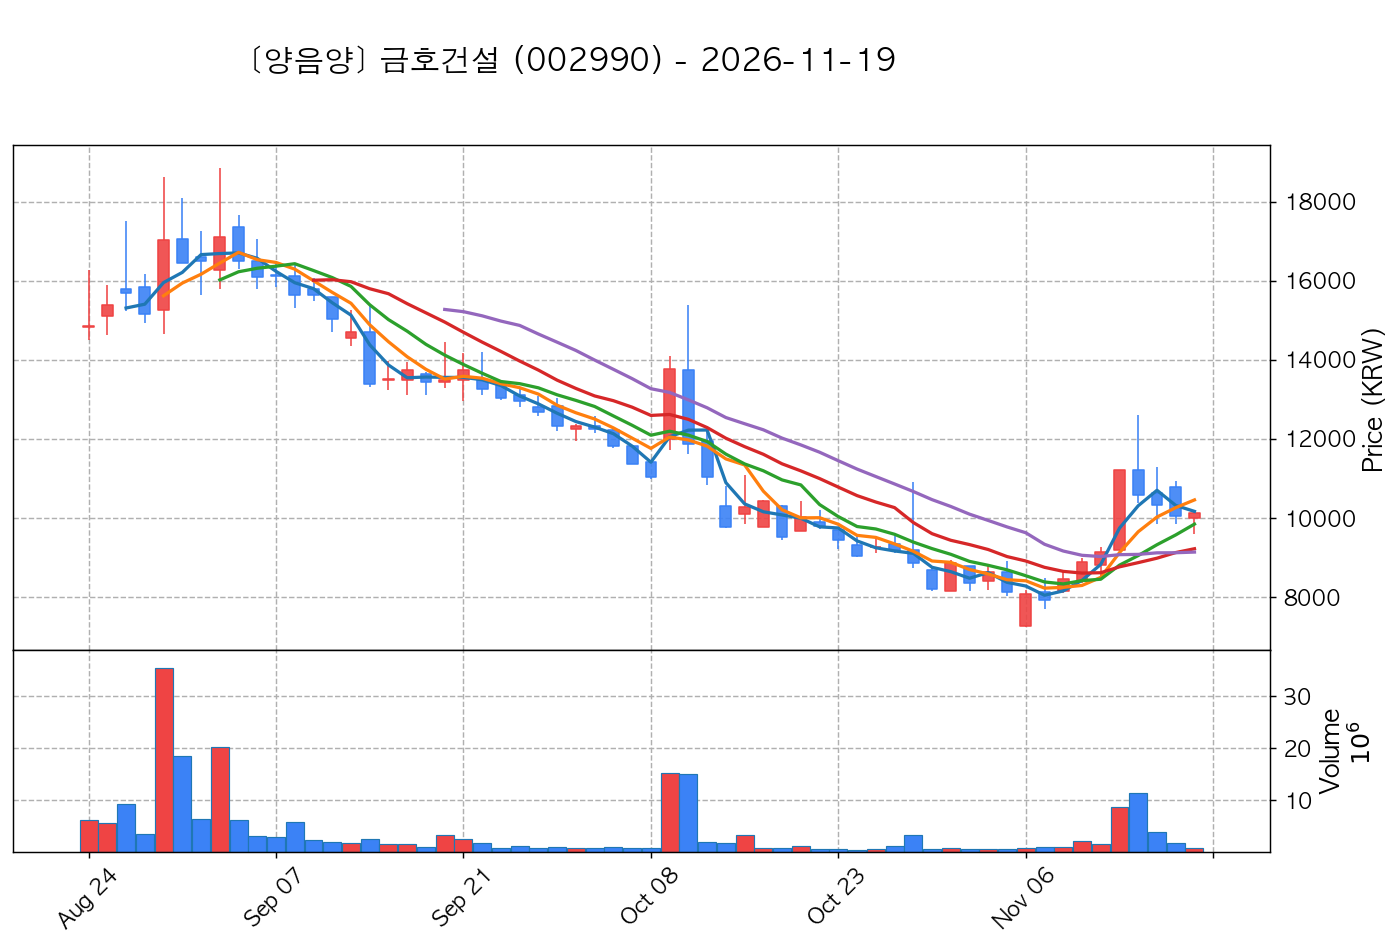 [양음양] 금호건설 (002990) - 2026-11-19
18000
16000
14000
12000
10000
8000
Price (KRW)
30
20
10
Volume
10⁶
Aug 24
Sep 07
Sep 21
Oct 08
Oct 23
Nov 06